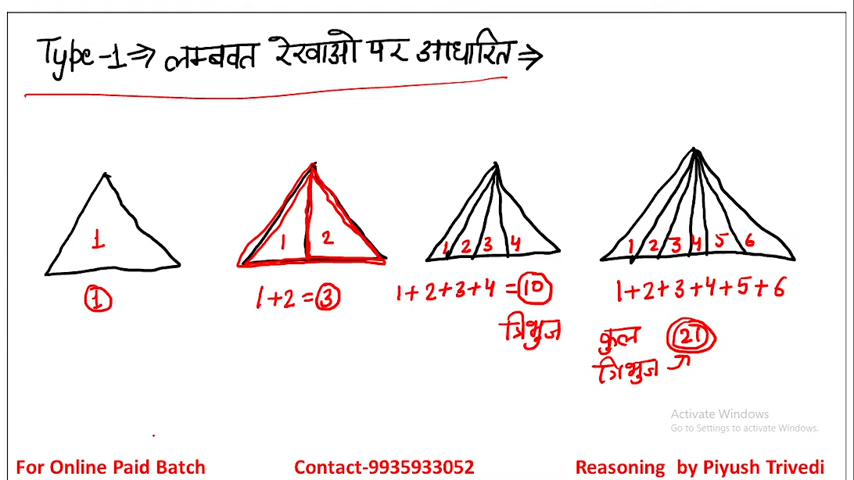 Type-1⇒ लम्बवत रेखाओ पर आधारित ⇒
1
1 2
1 2 3 4
1 2 3 4 5 6
1
1+2=3
1+2+3+4=10
1+2+3+4+5+6
त्रिभुज
कुल 21
त्रिभुज
Activate Windows
Go to Settings to activate Windows.
For Online Paid Batch Contact-9935933052 Reasoning by Piyush Trivedi